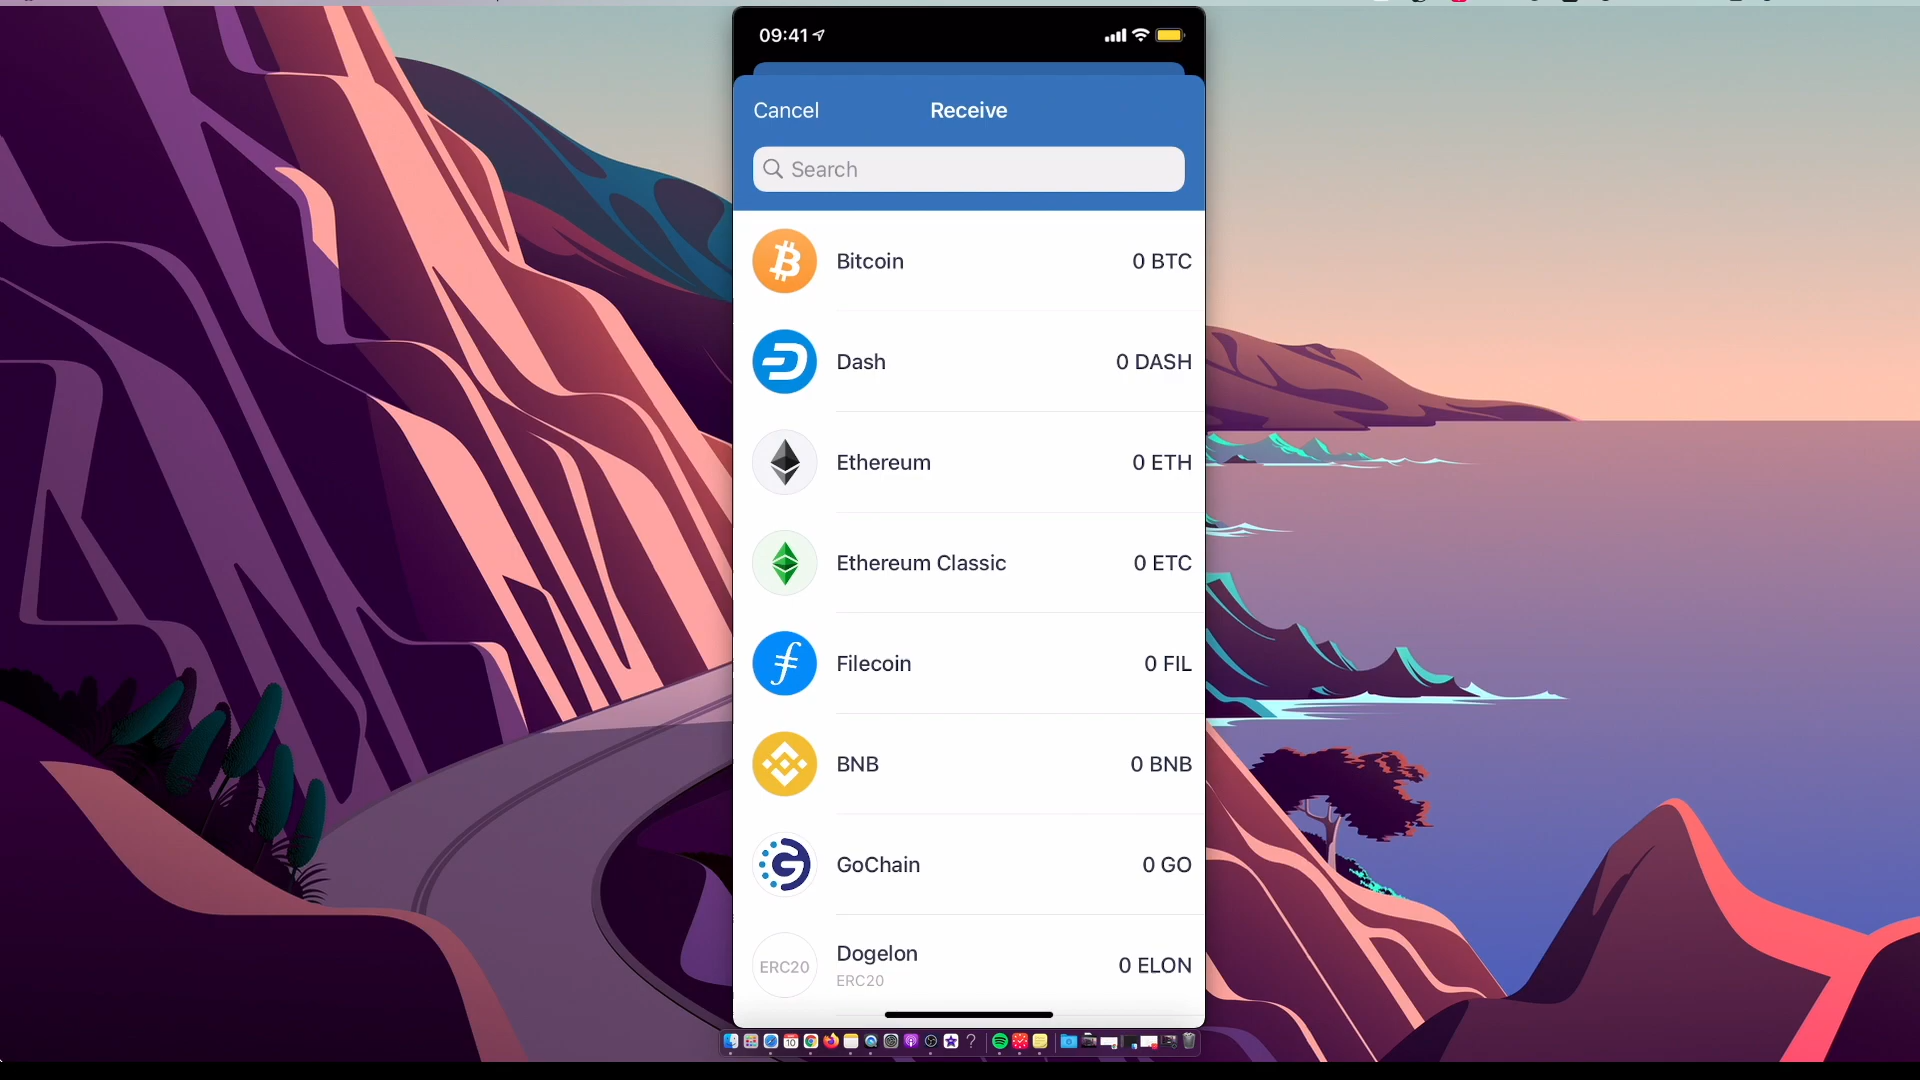 09:41
Cancel
Receive
Search
Bitcoin
0 BTC
Dash
0 DASH
Ethereum
0 ETH
Ethereum Classic
0 ETC
Filecoin
0 FIL
BNB
0 BNB
GoChain
0 GO
ERC20
Dogelon
ERC20
0 ELON
10